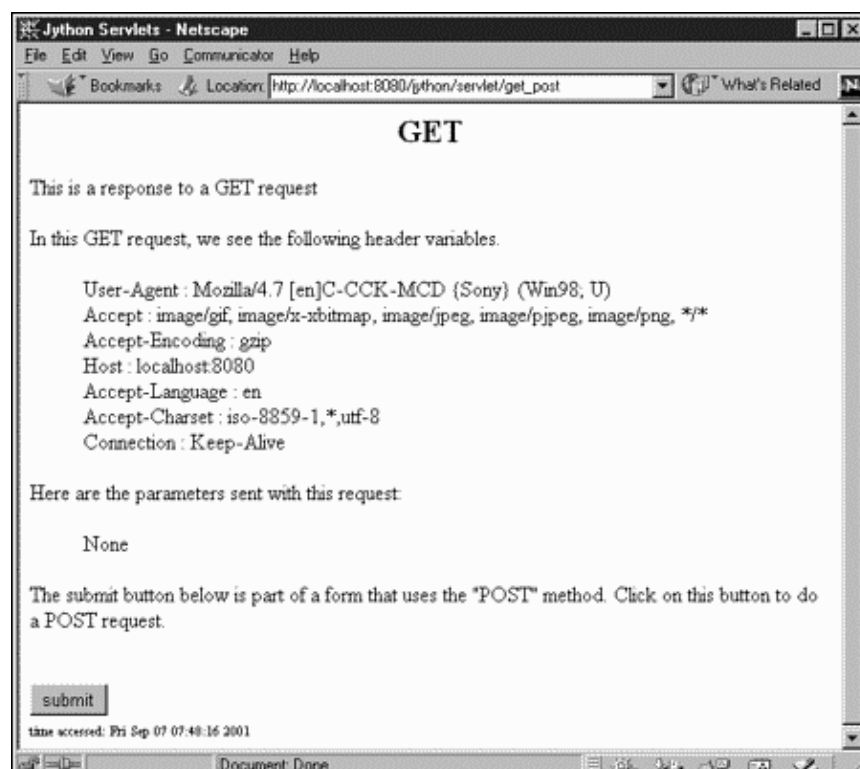 Jython Servlets - Netscape
File Edit View Go Communicator Help
Bookmarks Location: http://localhost:8080/jython/servlet/get_post What's Related N
GET
This is a response to a GET request
In this GET request, we see the following header variables.
User-Agent : Mozilla/4.7 [en]C-CCK-MCD {Sony} (Win98; U)
Accept : image/gif, image/x-xbitmap, image/jpeg, image/pjpeg, image/png, */*
Accept-Encoding : gzip
Host : localhost:8080
Accept-Language : en
Accept-Charset : iso-8859-1,*,utf-8
Connection : Keep-Alive
Here are the parameters sent with this request:
None
The submit button below is part of a form that uses the "POST" method. Click on this button to do
a POST request.
submit
time accessed: Fri Sep 07 07:48:16 2001
Document: Done